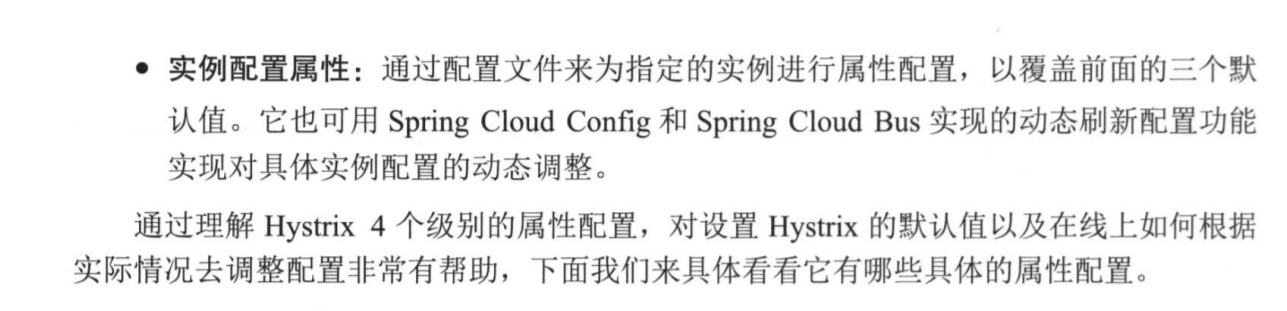 • 实例配置属性：通过配置文件来为指定的实例进行属性配置，以覆盖前面的三个默
认值。它也可用 Spring Cloud Config 和 Spring Cloud Bus 实现的动态刷新配置功能
实现对具体实例配置的动态调整。
通过理解 Hystrix 4 个级别的属性配置，对设置 Hystrix 的默认值以及在线上如何根据
实际情况去调整配置非常有帮助，下面我们来具体看看它有哪些具体的属性配置。